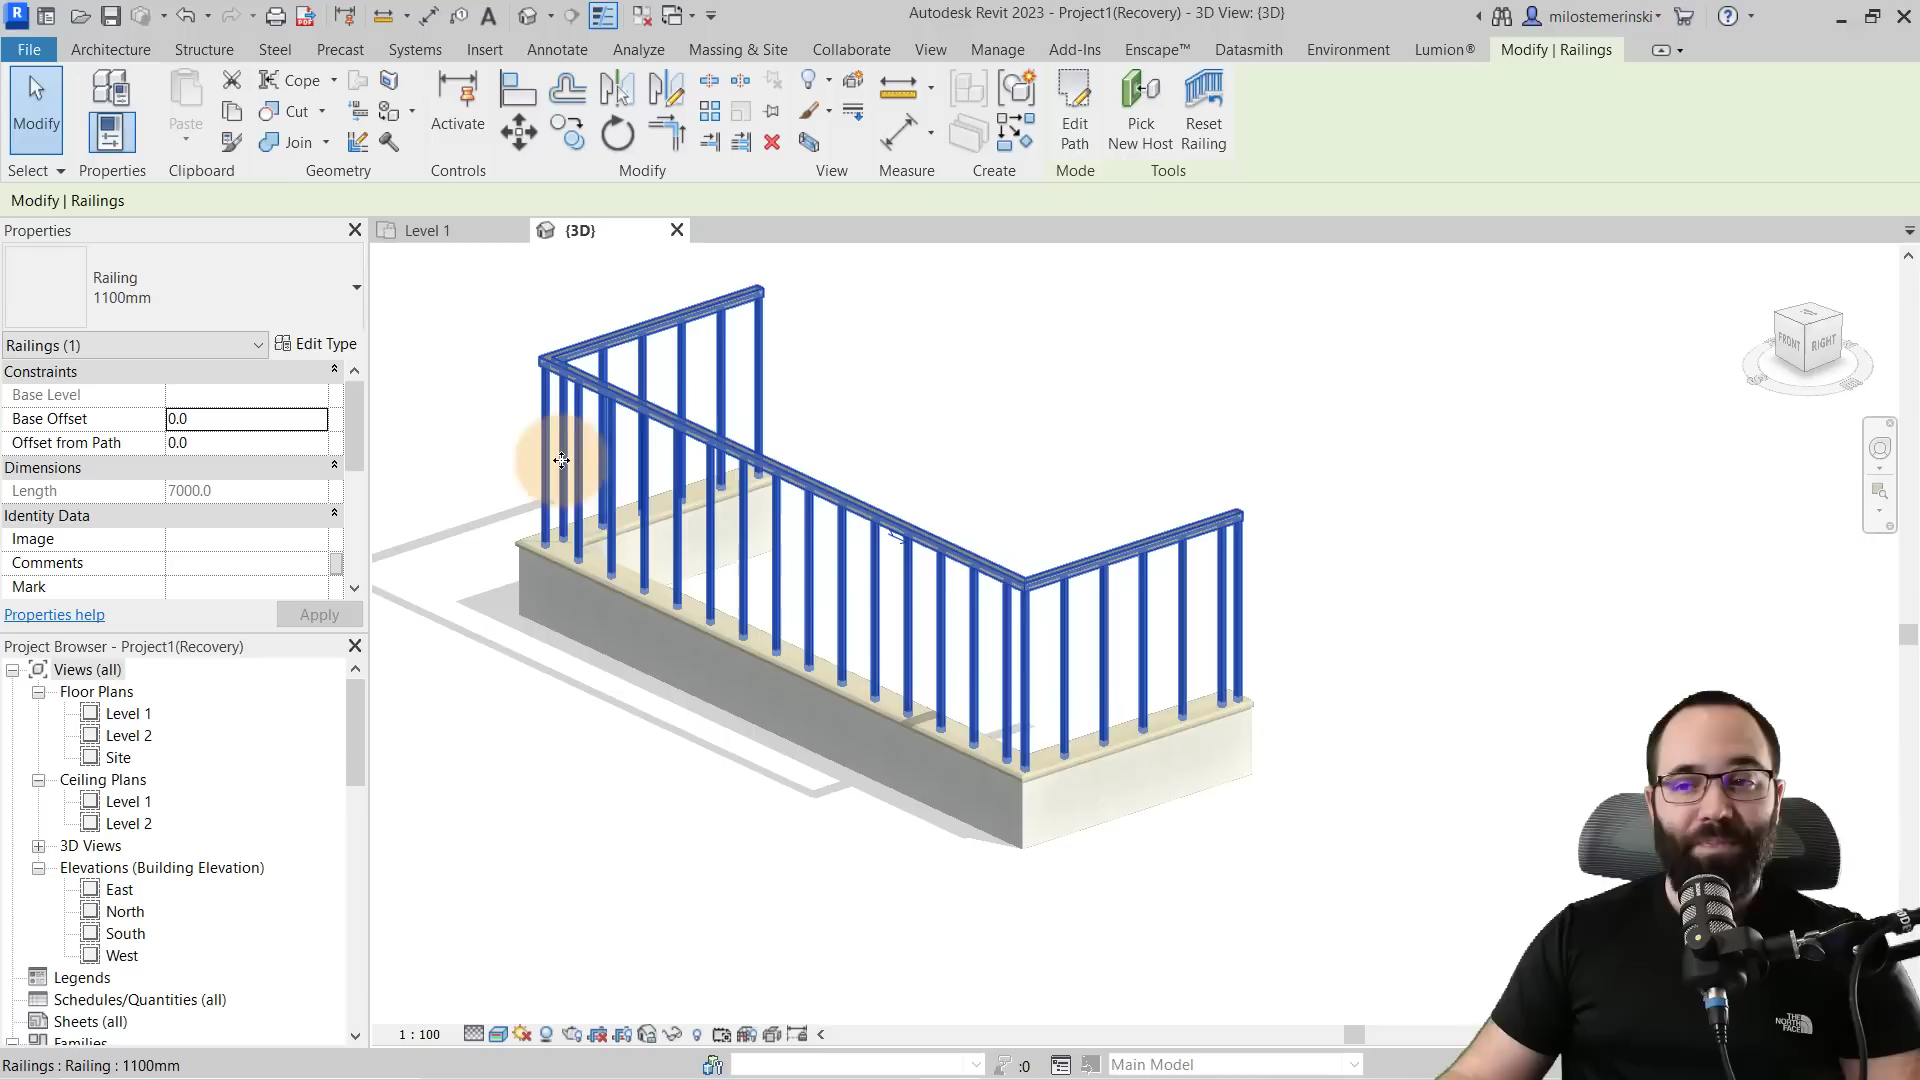 Autodesk Revit 2023 - Project1(Recovery) - 3D View: {3D}
milostemerinski
File
Architecture
Structure
Steel
Precast
Systems
Insert
Annotate
Analyze
Massing & Site
Collaborate
View
Manage
Add-Ins
Enscape™
Datasmith
Environment
Lumion®
Modify | Railings
Modify
Paste
Cope
Cut
Join
Activate
Edit
Path
Pick
New Host
Reset
Railing
Select
Properties
Clipboard
Geometry
Controls
Modify
View
Measure
Create
Mode
Tools
Modify | Railings
Properties
Level 1
{3D}
Railing
1100mm
Railings (1)
Edit Type
Constraints
Base Level
Base Offset
0.0
Offset from Path
0.0
Dimensions
Length
7000.0
Identity Data
Image
Comments
Mark
Properties help
Apply
FRONT
RIGHT
Project Browser - Project1(Recovery)
Views (all)
Floor Plans
Level 1
Level 2
Site
Ceiling Plans
Level 1
Level 2
3D Views
Elevations (Building Elevation)
East
North
South
West
Legends
Schedules/Quantities (all)
Sheets (all)
Families
1 : 100
Railings : Railing : 1100mm
:0
Main Model
THE
NORTH
FACE